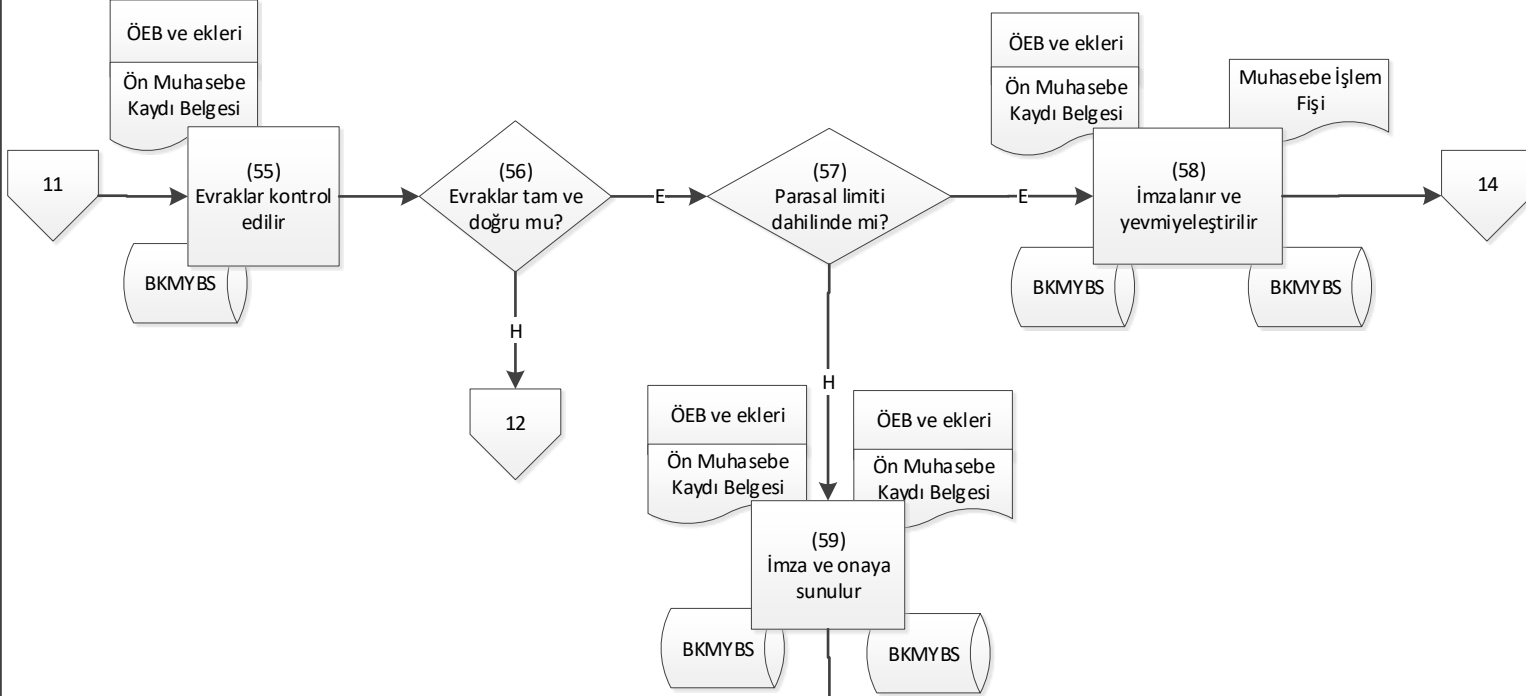 ÖEB ve ekleri
Ön Muhasebe
Kaydı Belgesi
11
(55)
Evraklar kontrol
edilir
BKMYBS
(56)
Evraklar tam ve
doğru mu?
E
H
12
(57)
Parasal limiti
dahilinde mi?
E
H
ÖEB ve ekleri
Ön Muhasebe
Kaydı Belgesi
Muhasebe İşlem
Fişi
(58)
İmzalanır ve
yevmiyeleştirilir
BKMYBS
BKMYBS
14
ÖEB ve ekleri
Ön Muhasebe
Kaydı Belgesi
ÖEB ve ekleri
Ön Muhasebe
Kaydı Belgesi
(59)
İmza ve onaya
sunulur
BKMYBS
BKMYBS